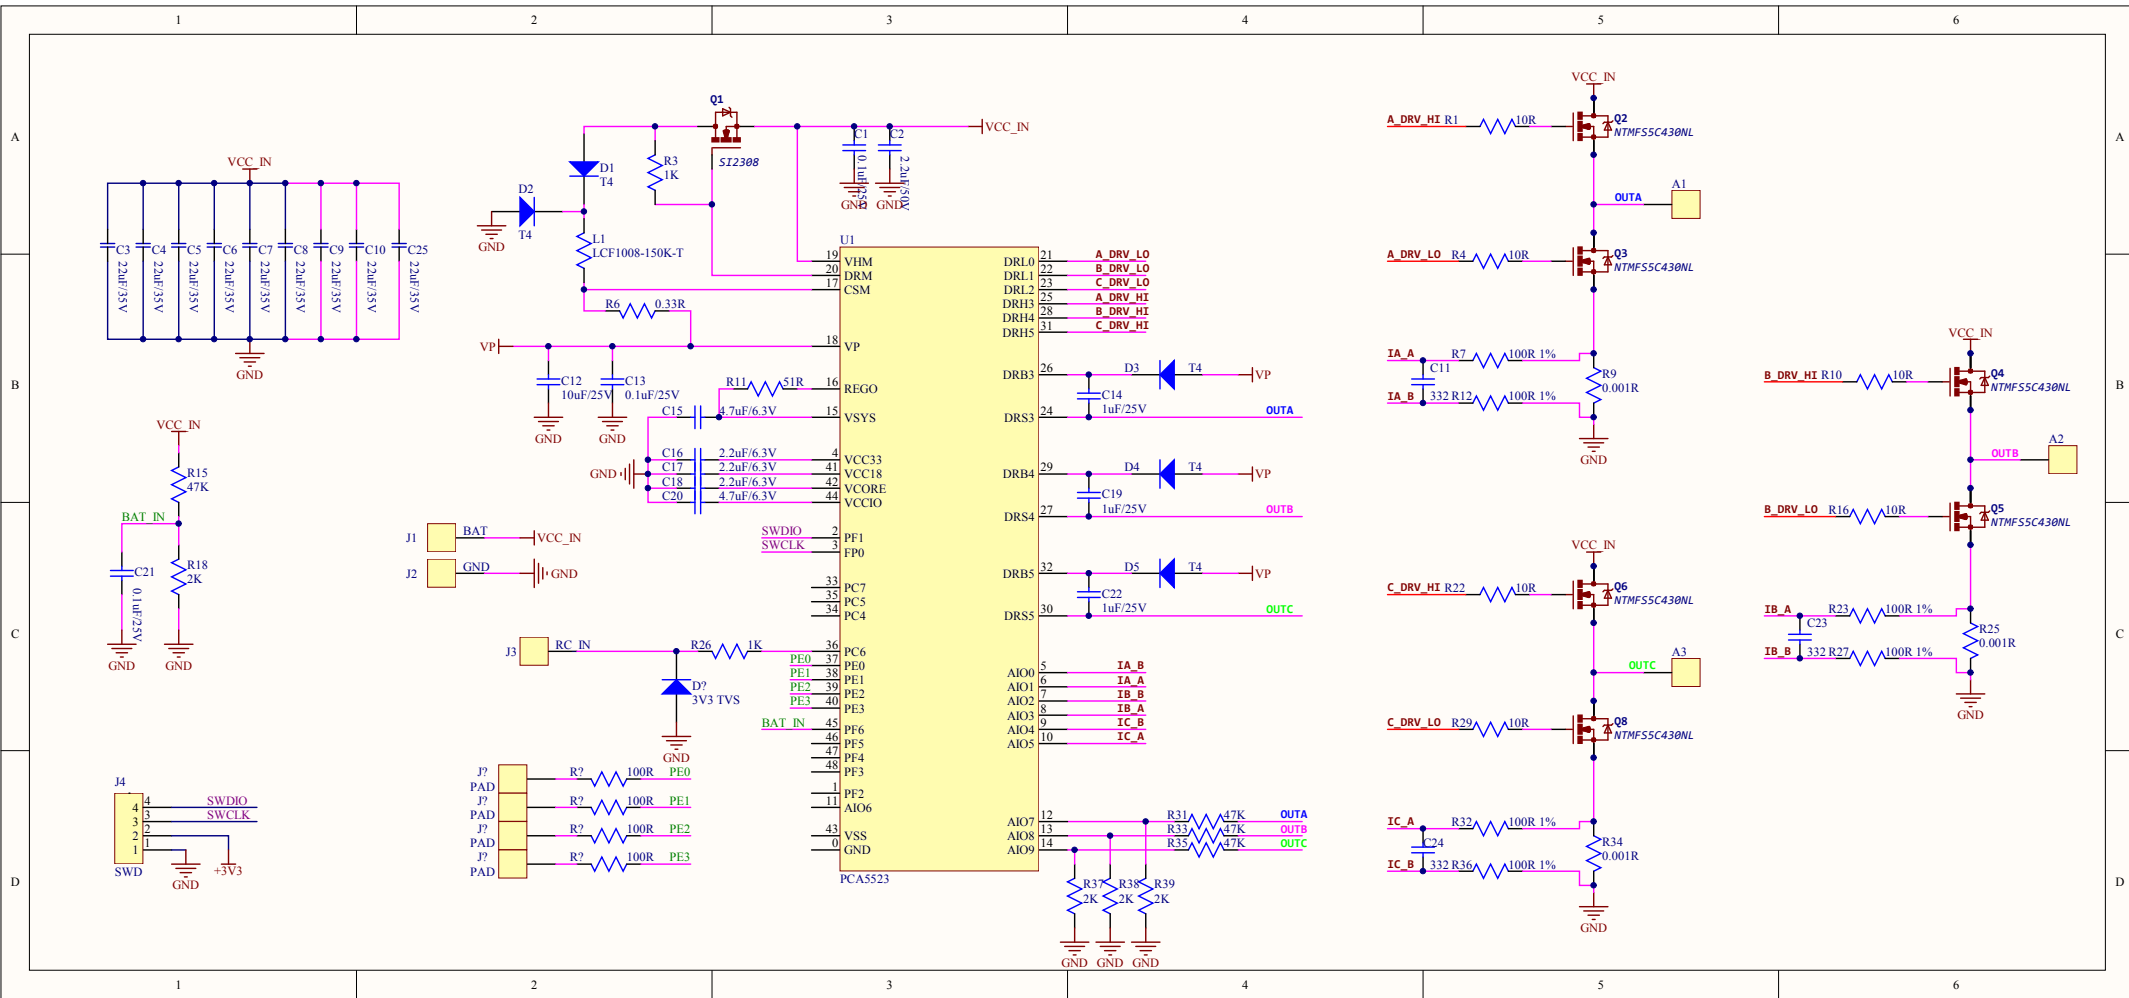 1 2 3 4 5 6
A
B
C
D
A
B
C
D
1 2 3 4 5 6
VCC_IN
C3 22uF/35V
C4 22uF/35V
C5 22uF/35V
C6 22uF/35V
C7 22uF/35V
C8 22uF/35V
C9 22uF/35V
C10 22uF/35V
C25 22uF/35V
GND
VCC_IN
R15
47K
BAT_IN
C21
0.1uF/25V
R18
2K
GND GND
J4
4 4 SWDIO
3 3 SWCLK
2 2
1 1
SWD
GND +3V3
Q1
SI2308
VCC_IN
D1
T4
R3
1K
D2
T4
GND
L1
LCF1008-150K-T
C1
0.1uF/25V
GND
C2
2.2uF/50V
GND
R6 0.33R
VP
C12
10uF/25V
GND
C13
0.1uF/25V
GND
R11 51R
C15 4.7uF/6.3V
C16 2.2uF/6.3V
C17 2.2uF/6.3V
C18 2.2uF/6.3V
C20 4.7uF/6.3V
GND
J1 BAT VCC_IN
J2 GND GND
SWDIO
SWCLK
J3 RC_IN R26 1K
D?
3V3 TVS
GND
PE0
PE1
PE2
PE3
BAT_IN
J?
PAD
R? 100R PE0
J?
PAD
R? 100R PE1
J?
PAD
R? 100R PE2
J?
PAD
R? 100R PE3
U1
19 VHM
20 DRM
17 CSM
18 VP
16 REGO
15 VSYS
4 VCC33
41 VCC18
42 VCORE
44 VCCIO
2 PF1
3 FP0
33 PC7
35 PC5
34 PC4
36 PC6
37 PE0
38 PE1
39 PE2
40 PE3
45 PF6
46 PF5
47 PF4
48 PF3
1 PF2
11 AIO6
43 VSS
0 GND
PCA5523
DRL0 21 A_DRV_LO
DRL1 22 B_DRV_LO
DRL2 23 C_DRV_LO
DRH3 25 A_DRV_HI
DRH4 28 B_DRV_HI
DRH5 31 C_DRV_HI
DRB3 26 D3 T4 VP
C14
1uF/25V
DRS3 24 OUTA
DRB4 29 D4 T4 VP
C19
1uF/25V
DRS4 27 OUTB
DRB5 32 D5 T4 VP
C22
1uF/25V
DRS5 30 OUTC
AIO0 5 IA_B
AIO1 6 IA_A
AIO2 7 IB_B
AIO3 8 IB_A
AIO4 9 IC_B
AIO5 10 IC_A
AIO7 12 R31 47K OUTA
AIO8 13 R33 47K OUTB
AIO9 14 R35 47K OUTC
R37
2K
R38
2K
R39
2K
GND GND GND
VCC_IN
A_DRV_HI R1 10R Q2
NTMFS5C430NL
OUTA A1
A_DRV_LO R4 10R Q3
NTMFS5C430NL
IA_A R7 100R 1%
C11
R9
0.001R
IA_B 332 R12 100R 1%
GND
VCC_IN
C_DRV_HI R22 10R Q6
NTMFS5C430NL
OUTC A3
C_DRV_LO R29 10R Q8
NTMFS5C430NL
IC_A R32 100R 1%
C24
R34
0.001R
IC_B 332 R36 100R 1%
GND
VCC_IN
B_DRV_HI R10 10R Q4
NTMFS5C430NL
OUTB A2
B_DRV_LO R16 10R Q5
NTMFS5C430NL
IB_A R23 100R 1%
C23
R25
0.001R
IB_B 332 R27 100R 1%
GND